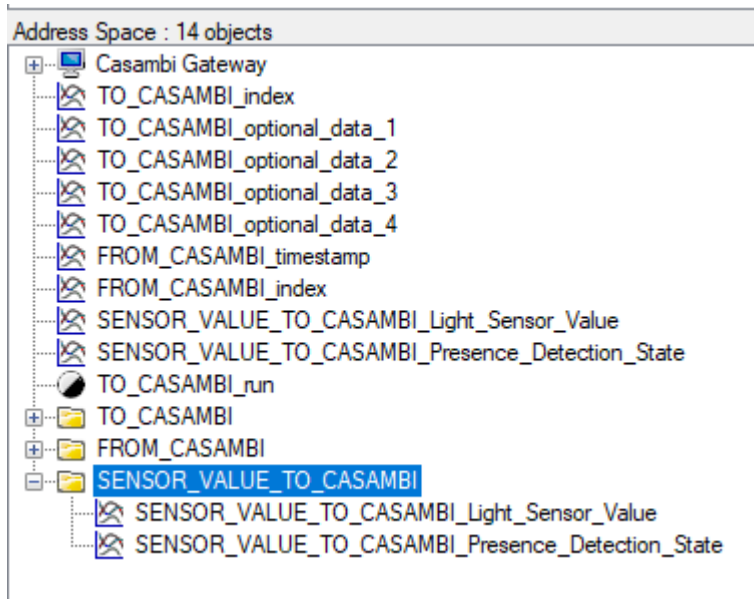 Address Space : 14 objects
Casambi Gateway
TO_CASAMBI_index
TO_CASAMBI_optional_data_1
TO_CASAMBI_optional_data_2
TO_CASAMBI_optional_data_3
TO_CASAMBI_optional_data_4
FROM_CASAMBI_timestamp
FROM_CASAMBI_index
SENSOR_VALUE_TO_CASAMBI_Light_Sensor_Value
SENSOR_VALUE_TO_CASAMBI_Presence_Detection_State
TO_CASAMBI_run
TO_CASAMBI
FROM_CASAMBI
SENSOR_VALUE_TO_CASAMBI
SENSOR_VALUE_TO_CASAMBI_Light_Sensor_Value
SENSOR_VALUE_TO_CASAMBI_Presence_Detection_State